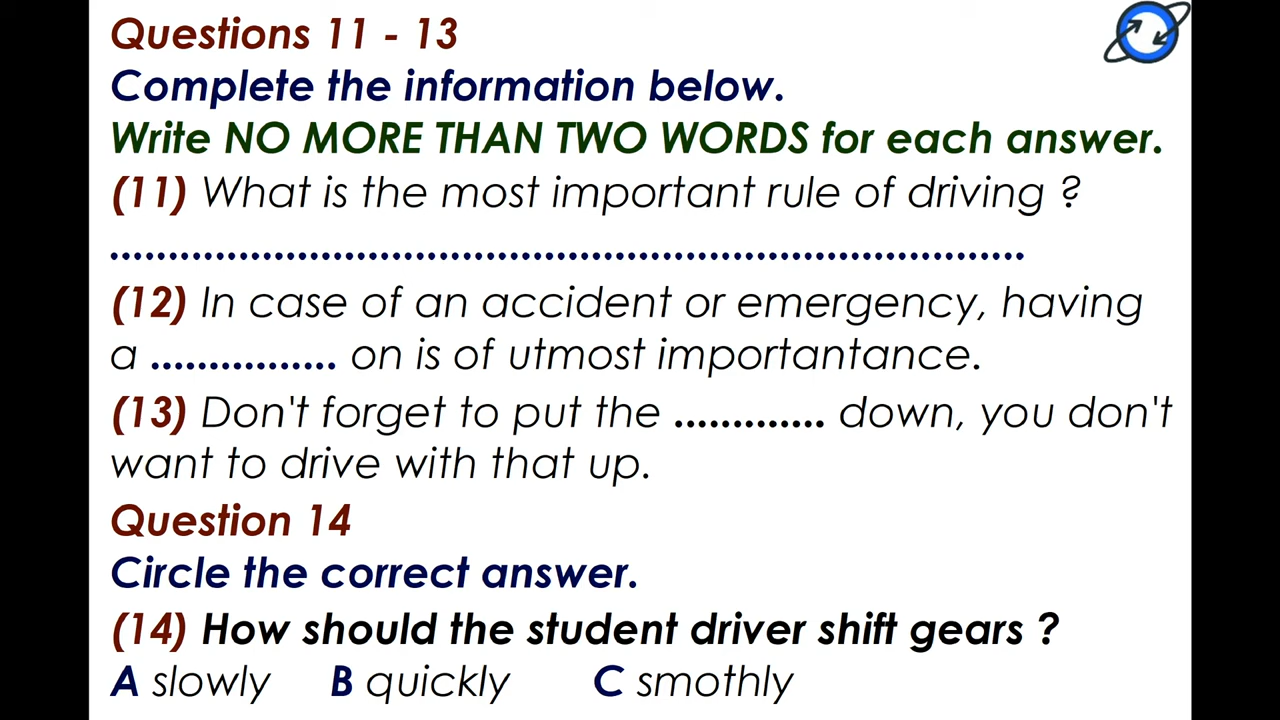 Questions 11 - 13
Complete the information below.
Write NO MORE THAN TWO WORDS for each answer.
(11) What is the most important rule of driving ?
..............................................................................
(12) In case of an accident or emergency, having
a ................ on is of utmost importantance.
(13) Don't forget to put the ............. down, you don't
want to drive with that up.
Question 14
Circle the correct answer.
(14) How should the student driver shift gears ?
A slowly B quickly C smothly